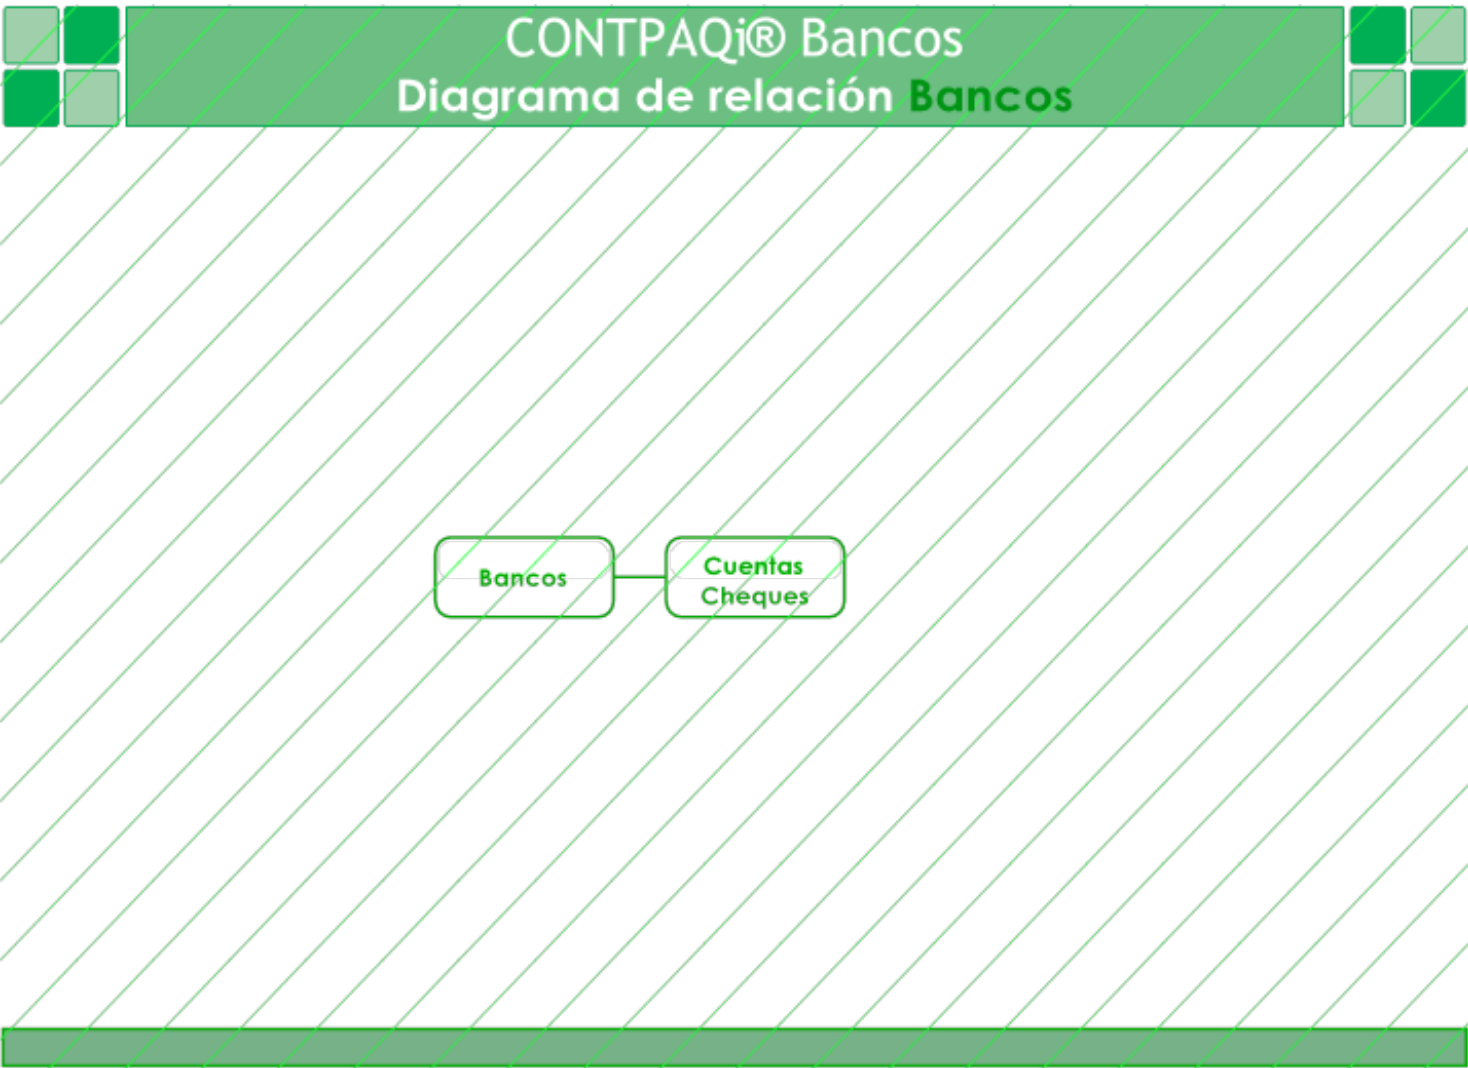 CONTPAQi® Bancos
Diagrama de relación Bancos
Bancos
Cuentas
Cheques